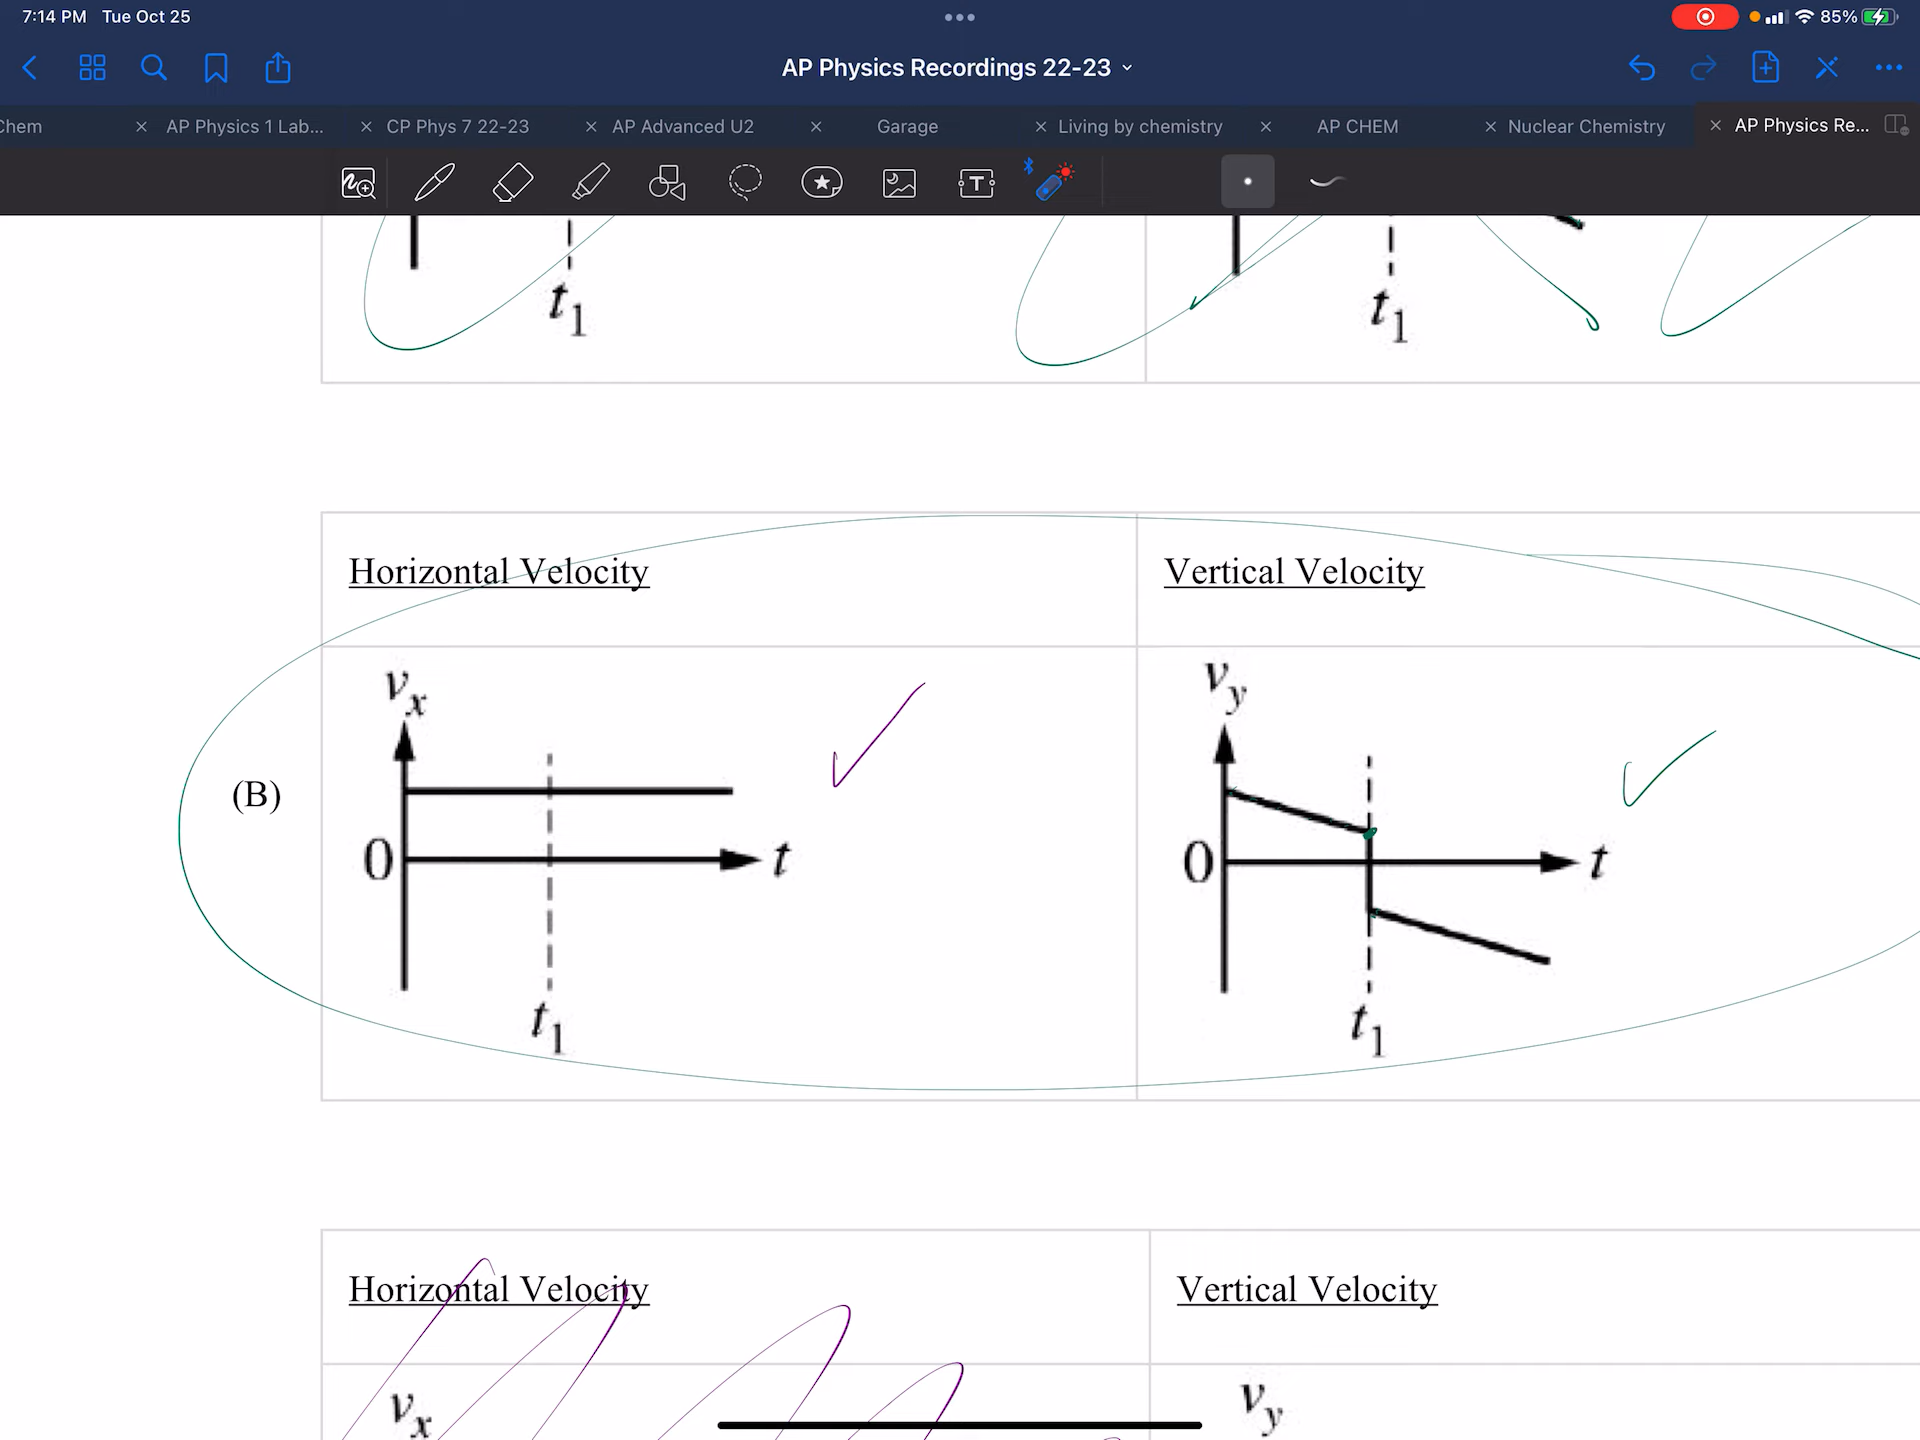 7:14 PM Tue Oct 25
85%
AP Physics Recordings 22-23
Chem
AP Physics 1 Lab...
CP Phys 7 22-23
AP Advanced U2
Garage
Living by chemistry
AP CHEM
Nuclear Chemistry
AP Physics Re...
T
t1
t1
Horizontal Velocity
Vertical Velocity
(B)
vx
0
t
t1
vy
0
t
t1
Horizontal Velocity
Vertical Velocity
vx
vy